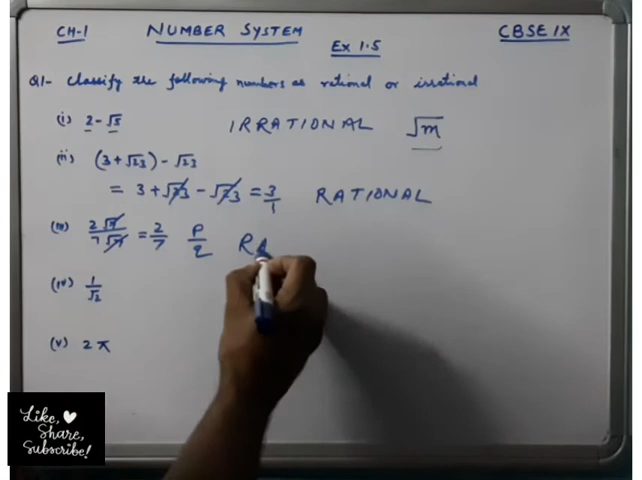 CH-1 NUMBER SYSTEM CBSE IX
Ex 1.5
Q1- Classify the following numbers as rational or irrational
(i) 2 - √5 IRRATIONAL √m
(ii) (3 + √23) - √23
= 3 + √23 - √23 = 3/1 RATIONAL
(iii) 2√7/7√7 = 2/7 P/q RA
(iv) 1/√2
(v) 2π
Like,
Share,
Subscribe!